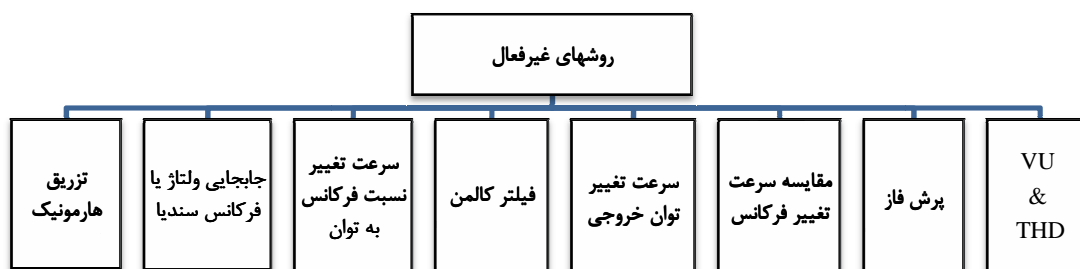 روشهای غیرفعال
VU
&
THD
پرش فاز
مقایسه سرعت
تغییر فرکانس
سرعت تغییر
توان خروجی
فیلتر کالمن
سرعت تغییر
نسبت فرکانس
به توان
جابجایی ولتاژ یا
فرکانس سندیا
تزریق
هارمونیک